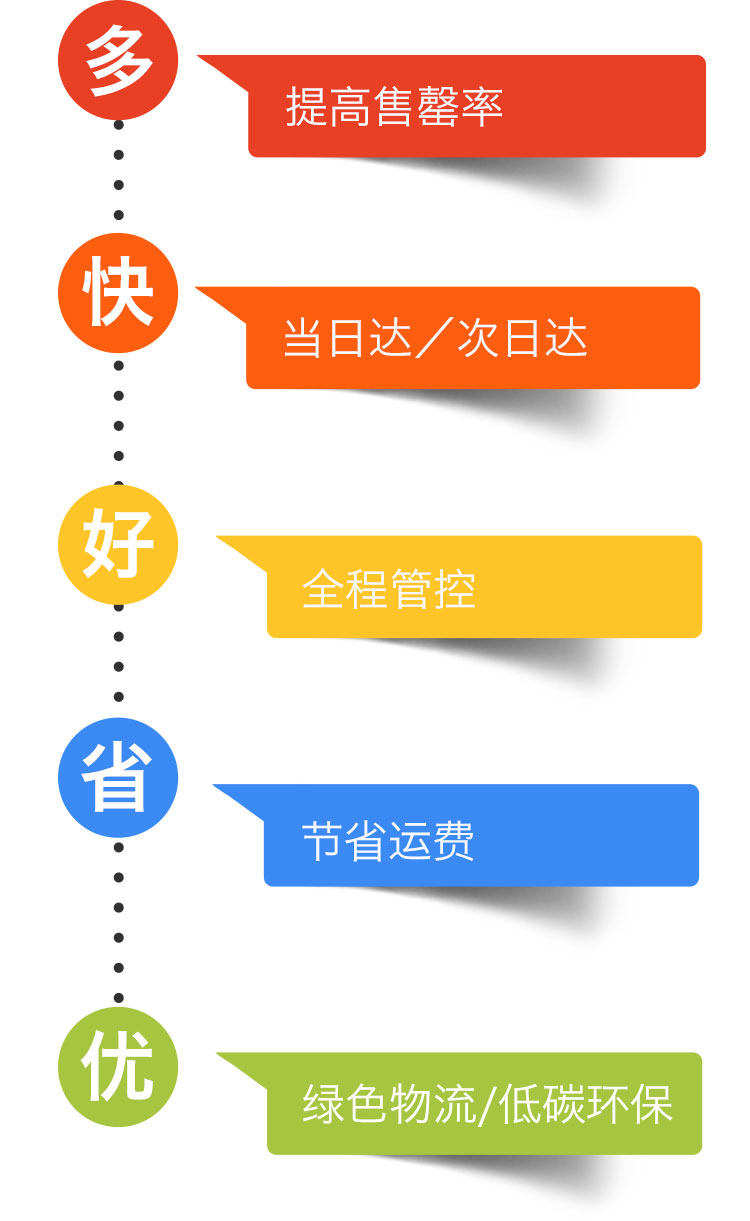 多
提高售罄率
快
当日达／次日达
好
全程管控
省
节省运费
优
绿色物流/低碳环保